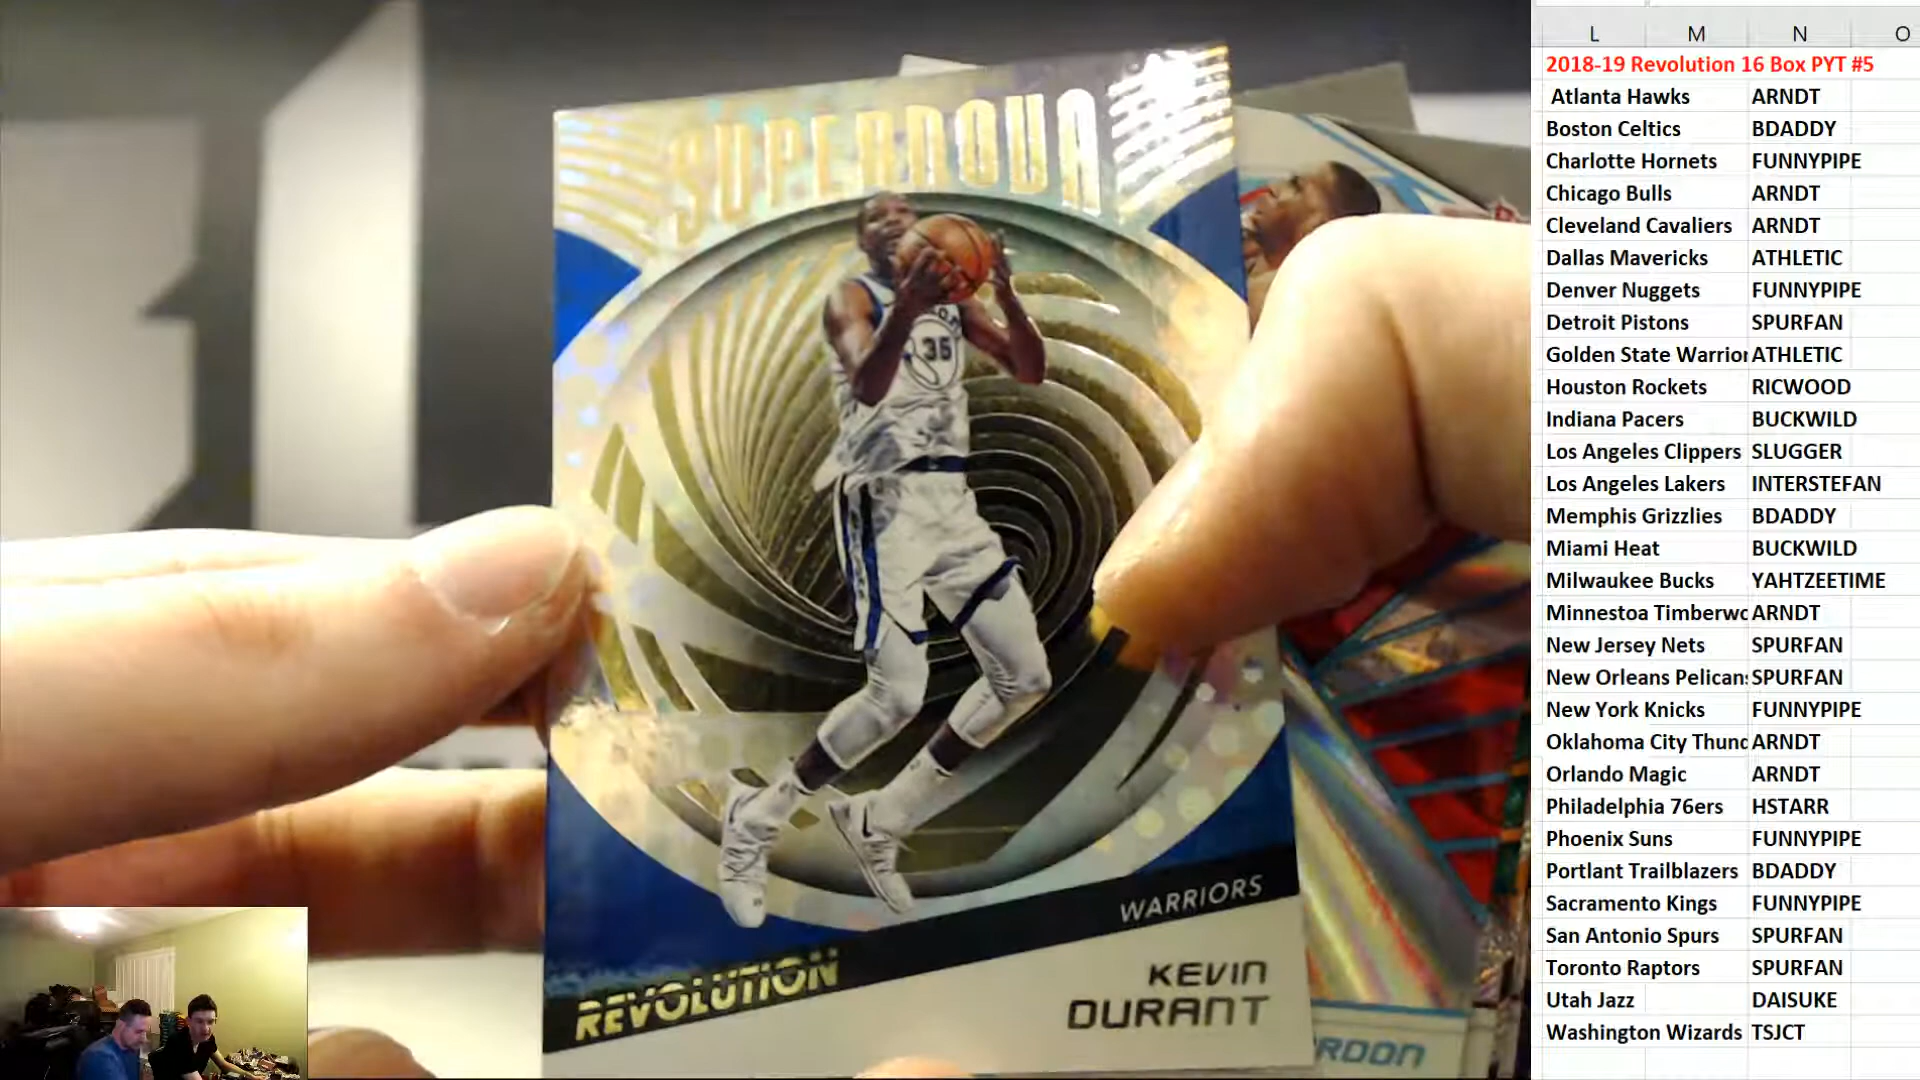 SUPERNOVA
35
WARRIORS
REVOLUTION
KEVIN
DURANT
RDON
L M N O
2018-19 Revolution 16 Box PYT #5
Atlanta Hawks ARNDT
Boston Celtics BDADDY
Charlotte Hornets FUNNYPIPE
Chicago Bulls ARNDT
Cleveland Cavaliers ARNDT
Dallas Mavericks ATHLETIC
Denver Nuggets FUNNYPIPE
Detroit Pistons SPURFAN
Golden State Warrior ATHLETIC
Houston Rockets RICWOOD
Indiana Pacers BUCKWILD
Los Angeles Clippers SLUGGER
Los Angeles Lakers INTERSTEFAN
Memphis Grizzlies BDADDY
Miami Heat BUCKWILD
Milwaukee Bucks YAHTZEETIME
Minnestoa Timberwo ARNDT
New Jersey Nets SPURFAN
New Orleans Pelicans SPURFAN
New York Knicks FUNNYPIPE
Oklahoma City Thund ARNDT
Orlando Magic ARNDT
Philadelphia 76ers HSTARR
Phoenix Suns FUNNYPIPE
Portlant Trailblazers BDADDY
Sacramento Kings FUNNYPIPE
San Antonio Spurs SPURFAN
Toronto Raptors SPURFAN
Utah Jazz DAISUKE
Washington Wizards TSJCT